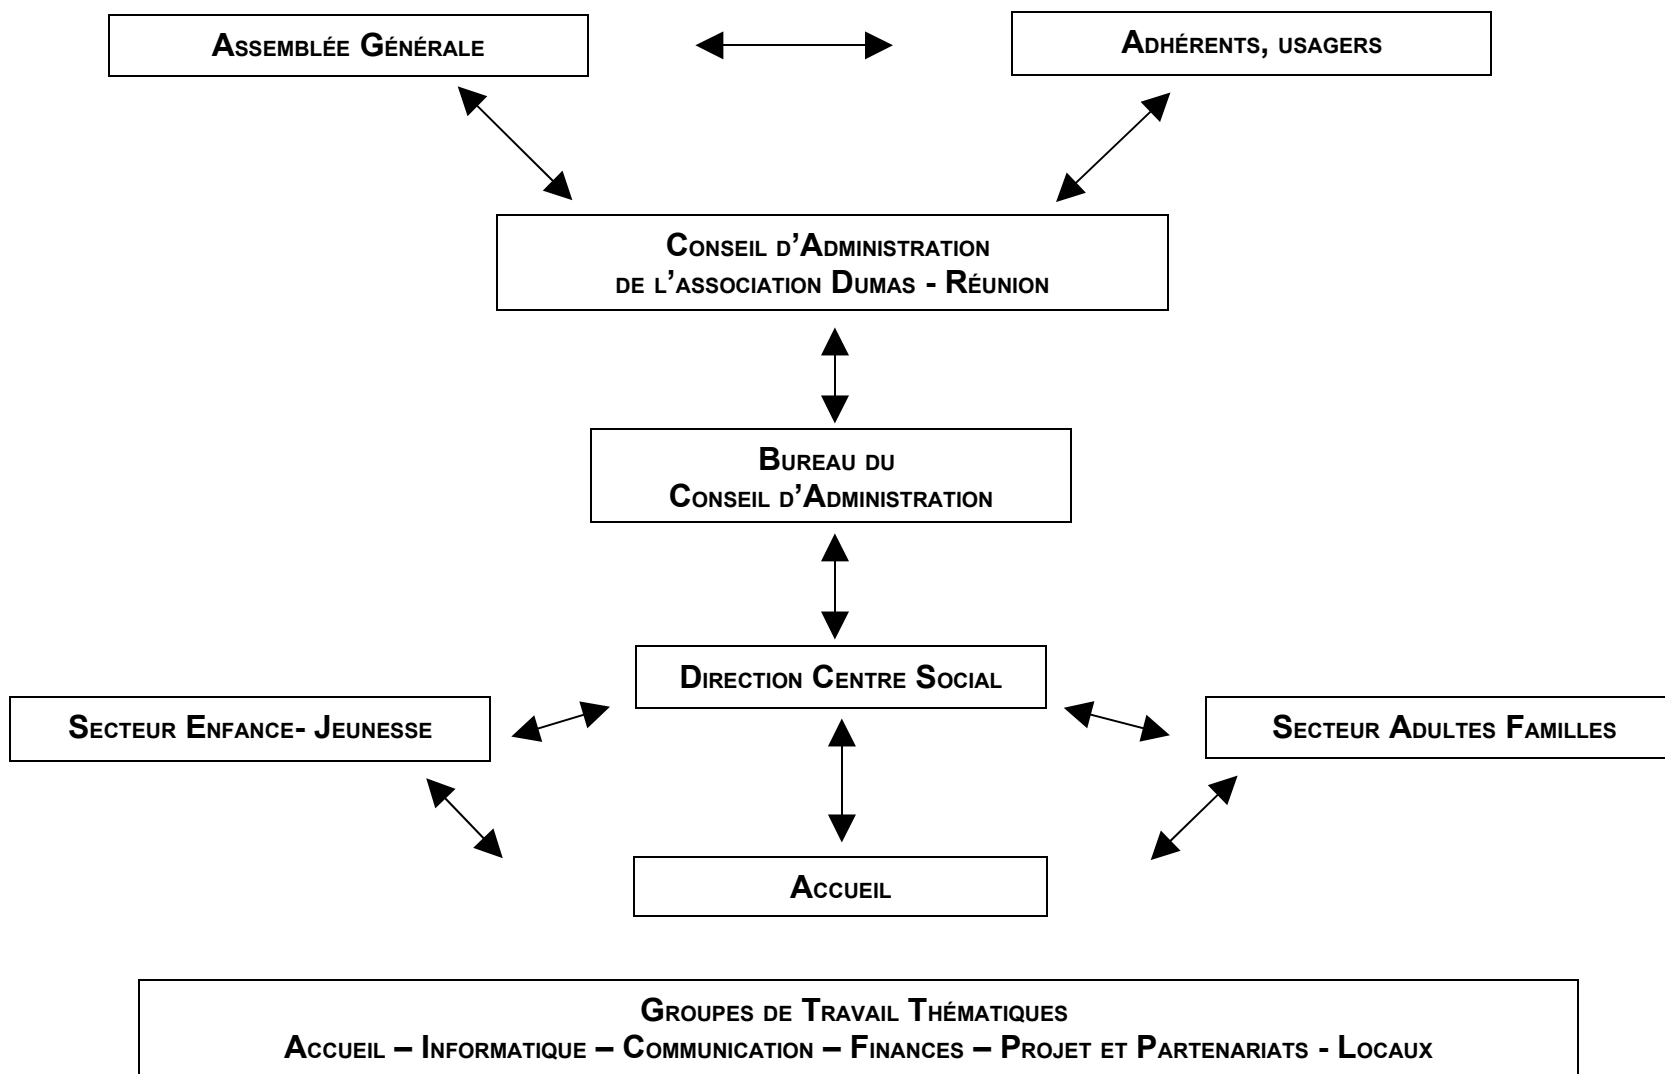 Assemblée Générale
Adhérents, usagers
Conseil d’Administration
de l’association Dumas - Réunion
Bureau du
Conseil d’Administration
Direction Centre Social
Secteur Enfance- Jeunesse
Secteur Adultes Familles
Accueil
Groupes de Travail Thématiques
Accueil – Informatique – Communication – Finances – Projet et Partenariats - Locaux